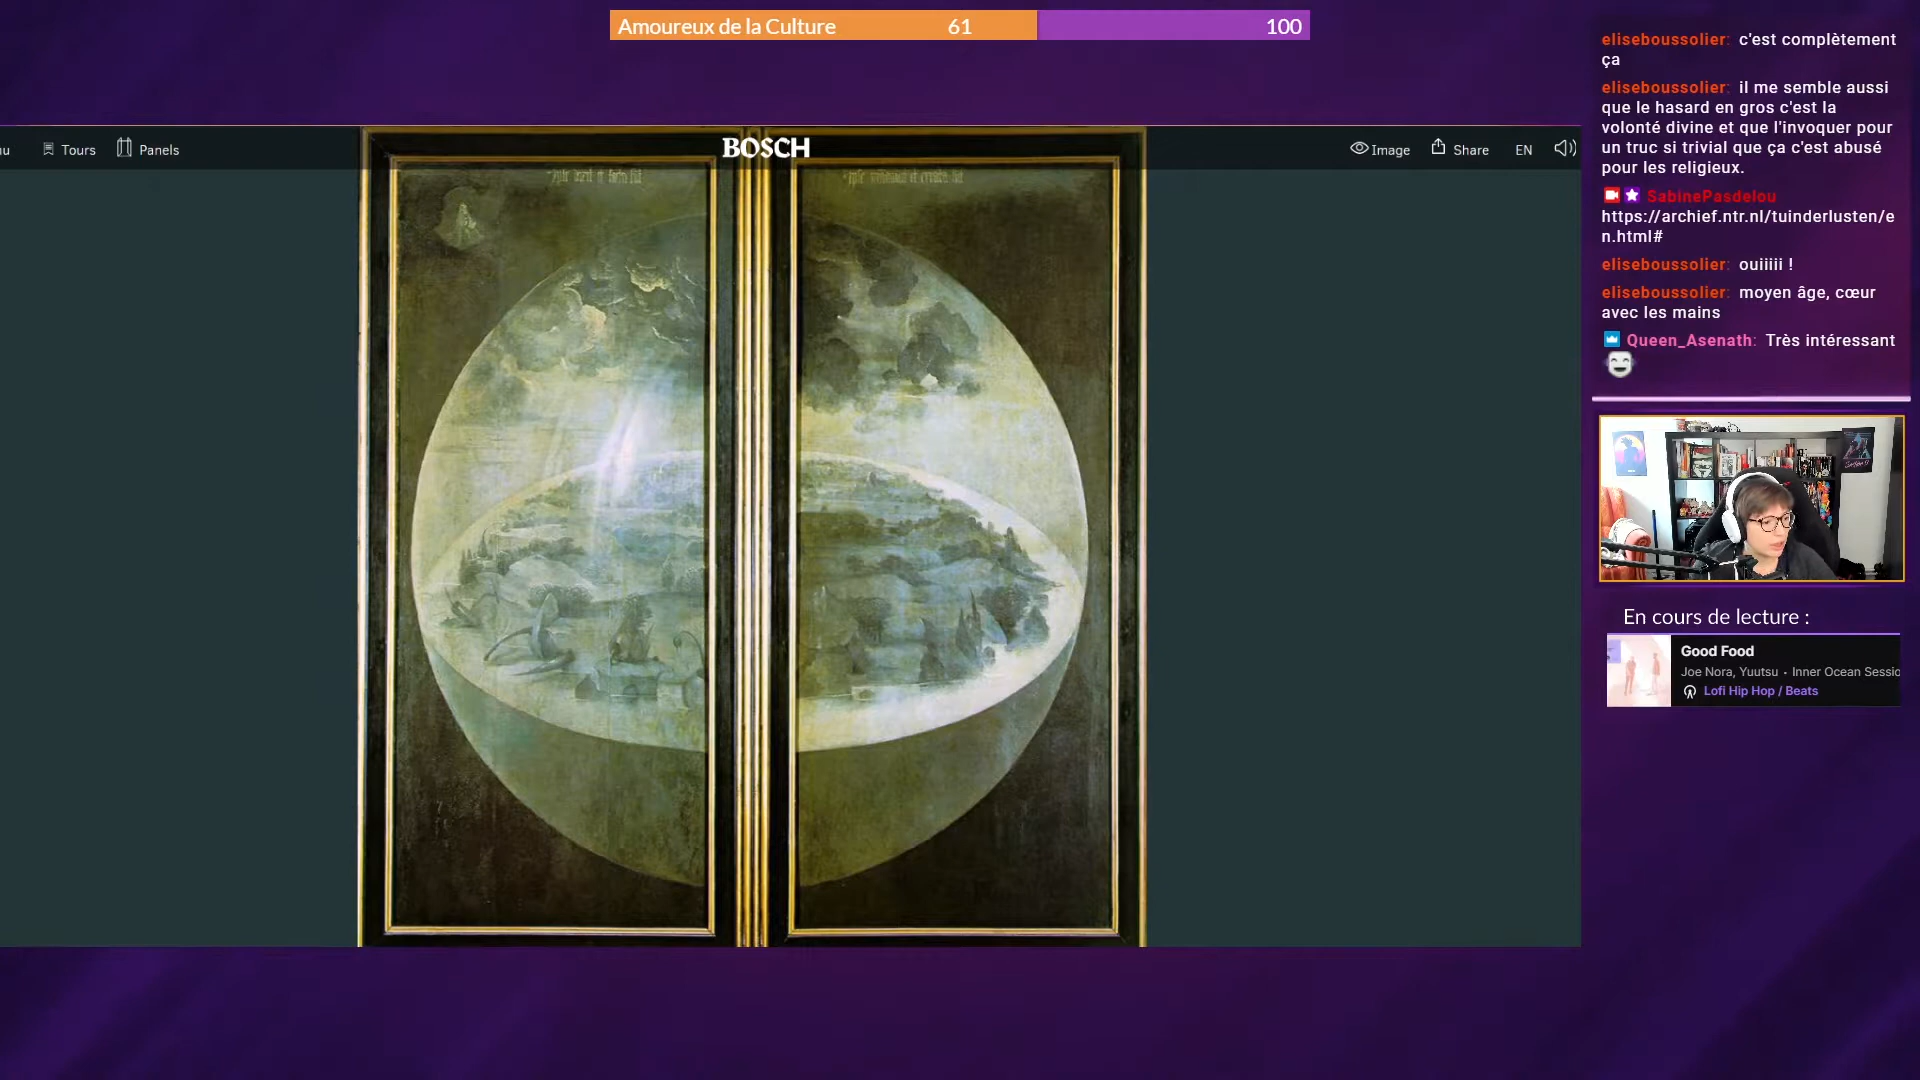 Amoureux de la Culture 61 100
Tours Panels BOSCH Image Share EN
eliseboussolier: c'est complètement
ça
eliseboussolier: il me semble aussi
que le hasard en gros c'est la
volonté divine et que l'invoquer pour
un truc si trivial que ça c'est abusé
pour les religieux.
SabinePasdelou
https://archief.ntr.nl/tuinderlusten/e
n.html#
eliseboussolier: ouiiiii !
eliseboussolier: moyen âge, cœur
avec les mains
Queen_Asenath: Très intéressant
En cours de lecture :
Good Food
Joe Nora, Yuutsu • Inner Ocean Sessio
Lofi Hip Hop / Beats